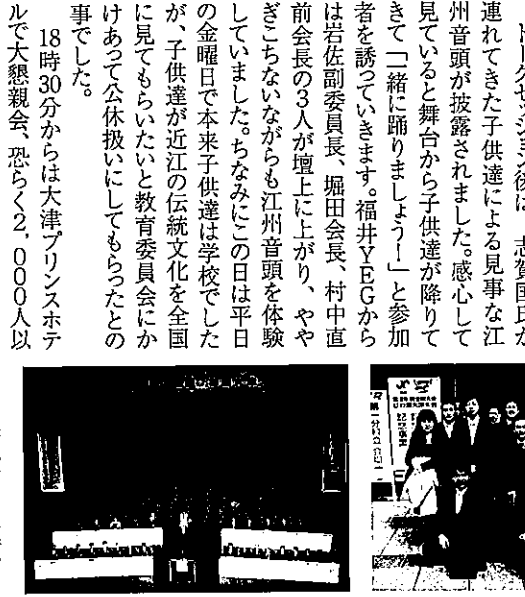 トークセッション後は、志賀国氏が
連れてきた子供達による見事な江
州音頭が披露されました。感心して
見ていると舞台から子供達が降りて
きて「一緒に踊りましょう!」と参加
者を誘っていきます。福井YEGから
は岩佐副委員長、堀田会長、村中直
前会長の3人が壇上に上がり、やや
ぎこちないながらも江州音頭を体験
していました。ちなみにこの日は平日
の金曜日で本来子供達は学校でした
が、子供達が近江の伝統文化を全国
に見てもらいたいと教育委員会にか
けあって公休扱いにしてもらったとの
事でした。
18時30分からは大津プリンスホテ
ルで大懇親会、恐らく2,000人以